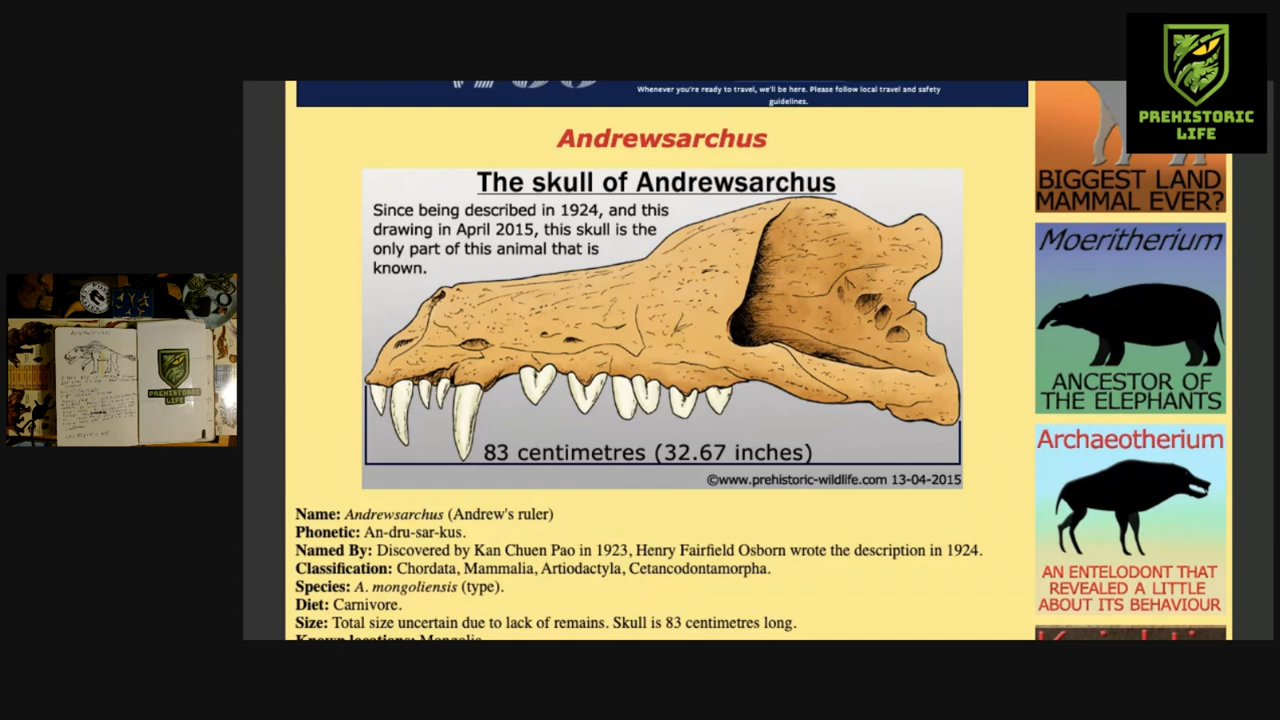 Whenever you're ready to travel, we'll be here. Please follow local travel and safety
guidelines.
Andrewsarchus
The skull of Andrewsarchus
Since being described in 1924, and this
drawing in April 2015, this skull is the
only part of this animal that is
known.
83 centimetres (32.67 inches)
©www.prehistoric-wildlife.com 13-04-2015
Name: Andrewsarchus (Andrew's ruler)
Phonetic: An-dru-sar-kus.
Named By: Discovered by Kan Chuen Pao in 1923, Henry Fairfield Osborn wrote the description in 1924.
Classification: Chordata, Mammalia, Artiodactyla, Cetancodontamorpha.
Species: A. mongoliensis (type).
Diet: Carnivore.
Size: Total size uncertain due to lack of remains. Skull is 83 centimetres long.
Known locations: Mongolia
BIGGEST LAND
MAMMAL EVER?
Moeritherium
ANCESTOR OF
THE ELEPHANTS
Archaeotherium
AN ENTELODONT THAT
REVEALED A LITTLE
ABOUT ITS BEHAVIOUR
PREHISTORIC
LIFE
PREHISTORIC
LIFE